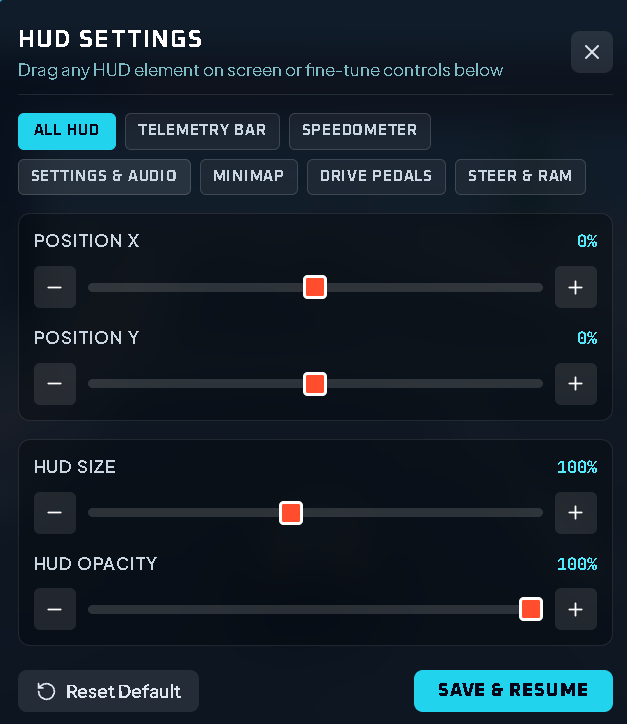 HUD SETTINGS
Drag any HUD element on screen or fine-tune controls below
ALL HUD TELEMETRY BAR SPEEDOMETER
SETTINGS & AUDIO MINIMAP DRIVE PEDALS STEER & RAM
POSITION X 0%
POSITION Y 0%
HUD SIZE 100%
HUD OPACITY 100%
Reset Default SAVE & RESUME